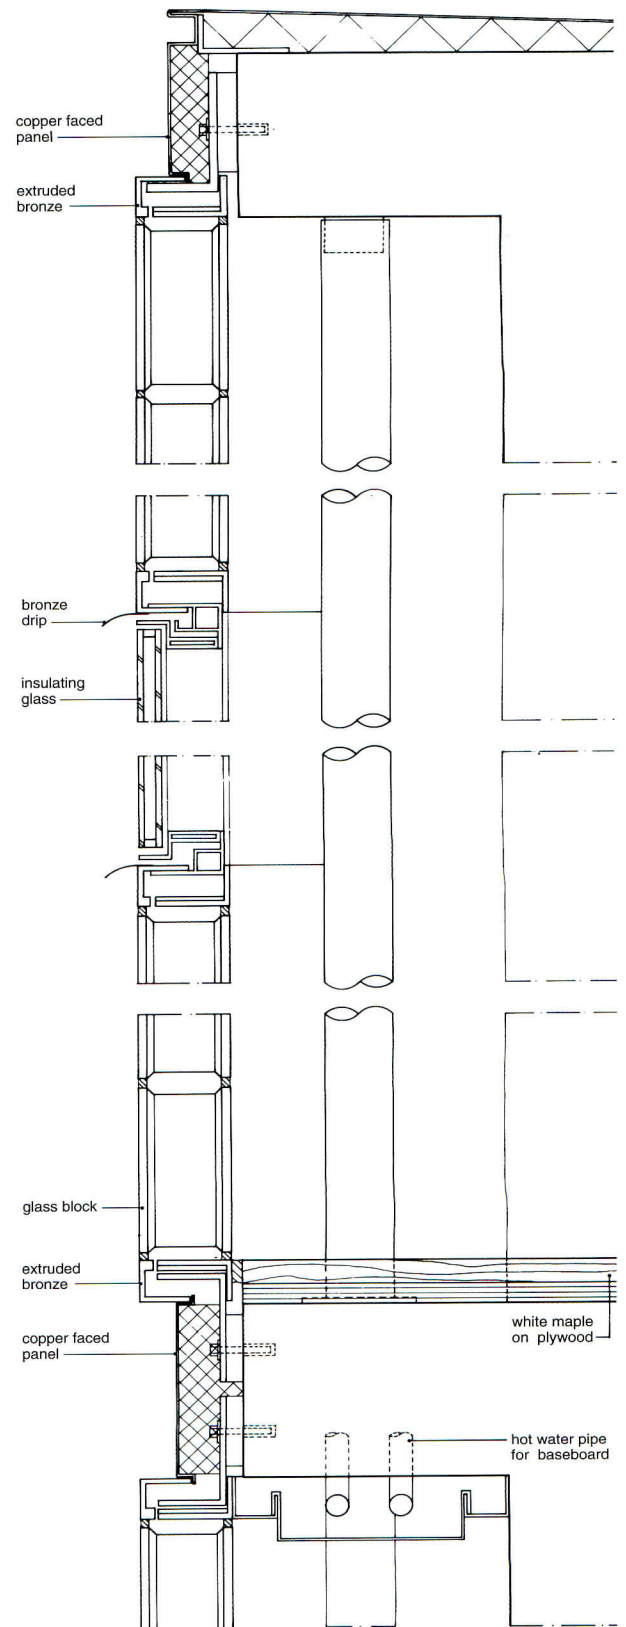 copper faced
panel
extruded
bronze
bronze
drip
insulating
glass
glass block
extruded
bronze
white maple
on plywood
copper faced
panel
hot water pipe
for baseboard